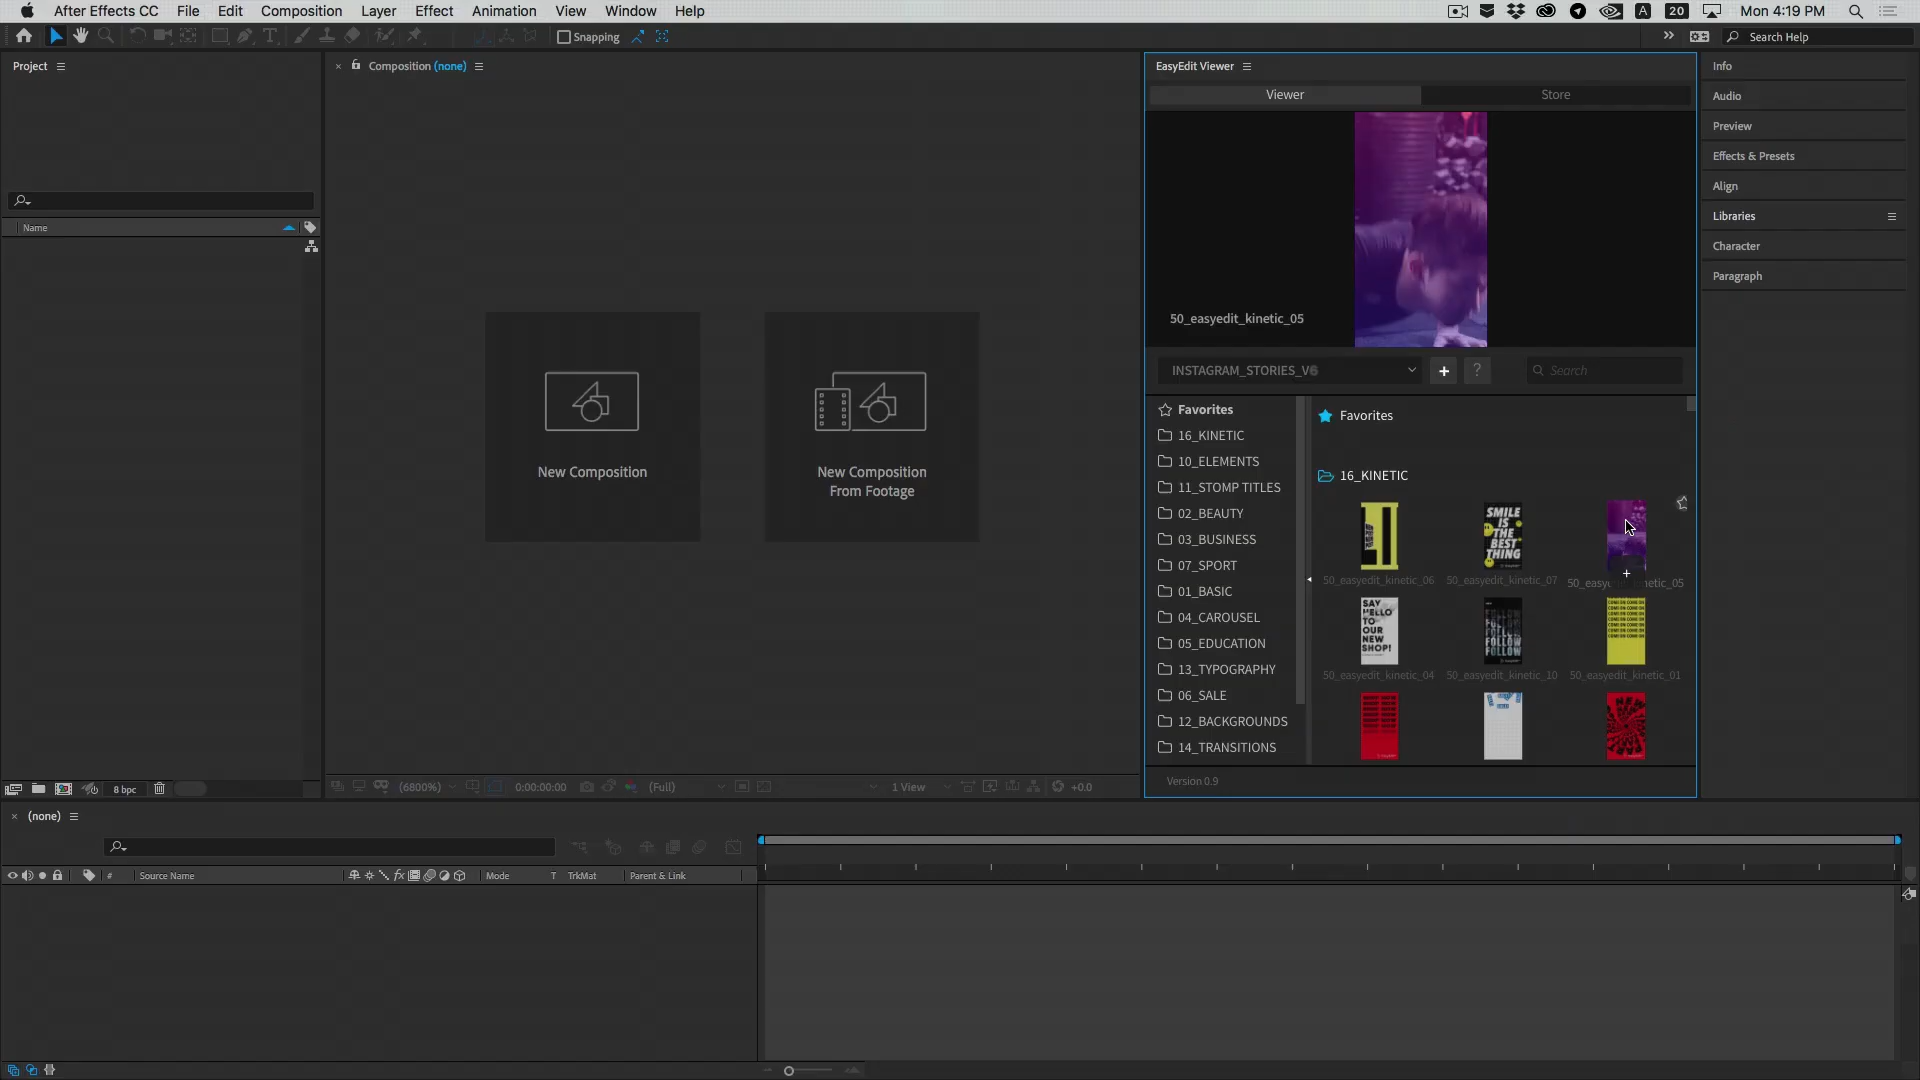 After Effects CC File Edit Composition Layer Effect Animation View Window Help A 20 Mon 4:19 PM
Snapping
Search Help
Project
Composition (none)
EasyEdit Viewer
Info
Viewer Store
Audio
Preview
Effects & Presets
Align
Libraries
Character
Paragraph
Name
50_easyedit_kinetic_05
INSTAGRAM_STORIES_V6
+
?
Search
New Composition
New Composition
From Footage
Favorites
16_KINETIC
10_ELEMENTS
11_STOMP TITLES
02_BEAUTY
03_BUSINESS
07_SPORT
01_BASIC
04_CAROUSEL
05_EDUCATION
13_TYPOGRAPHY
06_SALE
12_BACKGROUNDS
14_TRANSITIONS
Favorites
16_KINETIC
SMILE
IS
THE
BEST
THING
50_easyedit_kinetic_06 50_easyedit_kinetic_07
SAY
HELLO
TO
OUR
NEW
SHOP!
FOLLOW
FOLLOW
FOLLOW
50_easyedit_kinetic_04 50_easyedit_kinetic_10 50_easyedit_kinetic_01
Version 0.9
8 bpc
(6800%) 0:00:00:00 (Full) 1 View +0.0
(none)
# Source Name fx Mode T TrkMat Parent & Link